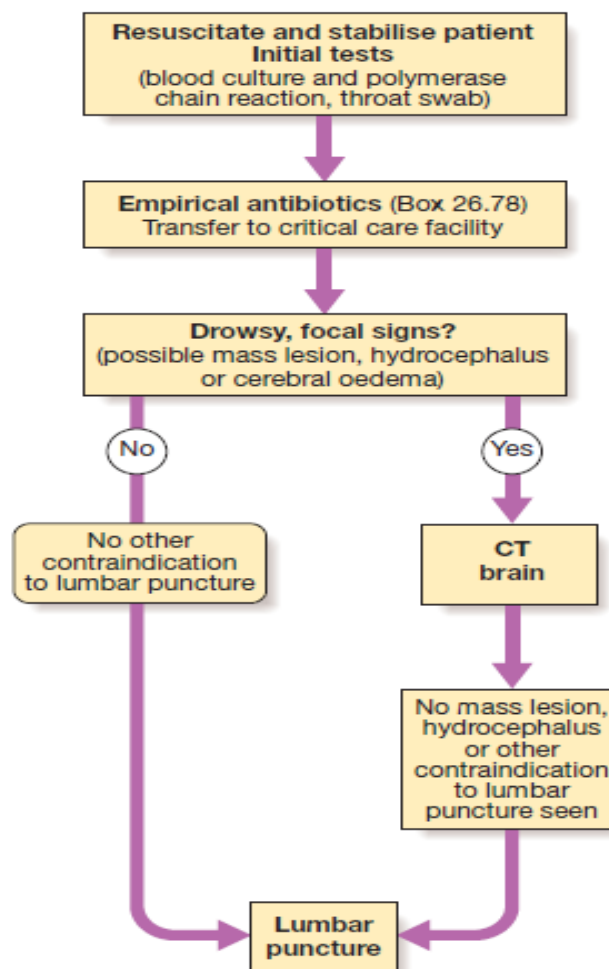 Resuscitate and stabilise patient
Initial tests
(blood culture and polymerase
chain reaction, throat swab)
Empirical antibiotics (Box 26.78)
Transfer to critical care facility
Drowsy, focal signs?
(possible mass lesion, hydrocephalus
or cerebral oedema)
No
Yes
No other
contraindication
to lumbar puncture
CT
brain
No mass lesion,
hydrocephalus
or other
contraindication
to lumbar
puncture seen
Lumbar
puncture